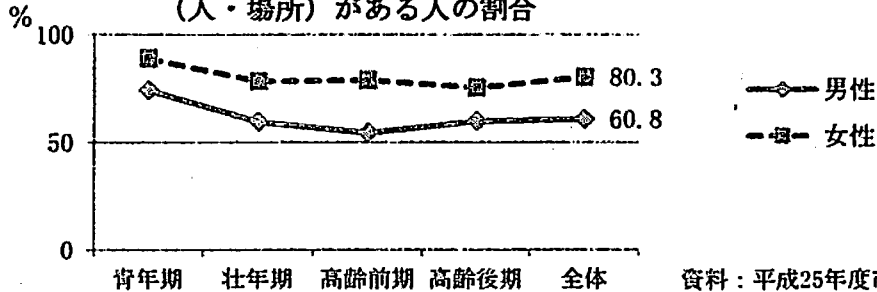 (人・場所)がある人の割合
%
100
80.3
60.8
50
0
男性
女性
青年期 壮年期 高齢前期 高齢後期 全体
資料:平成25年度